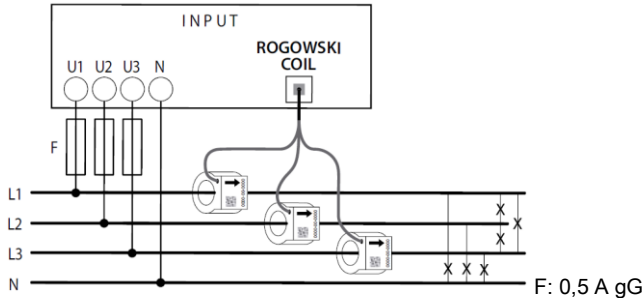 INPUT
ROGOWSKI
COIL
U1 U2 U3 N
F
L1
L2
L3
N
F: 0,5 A gG
X
X
X
X X X